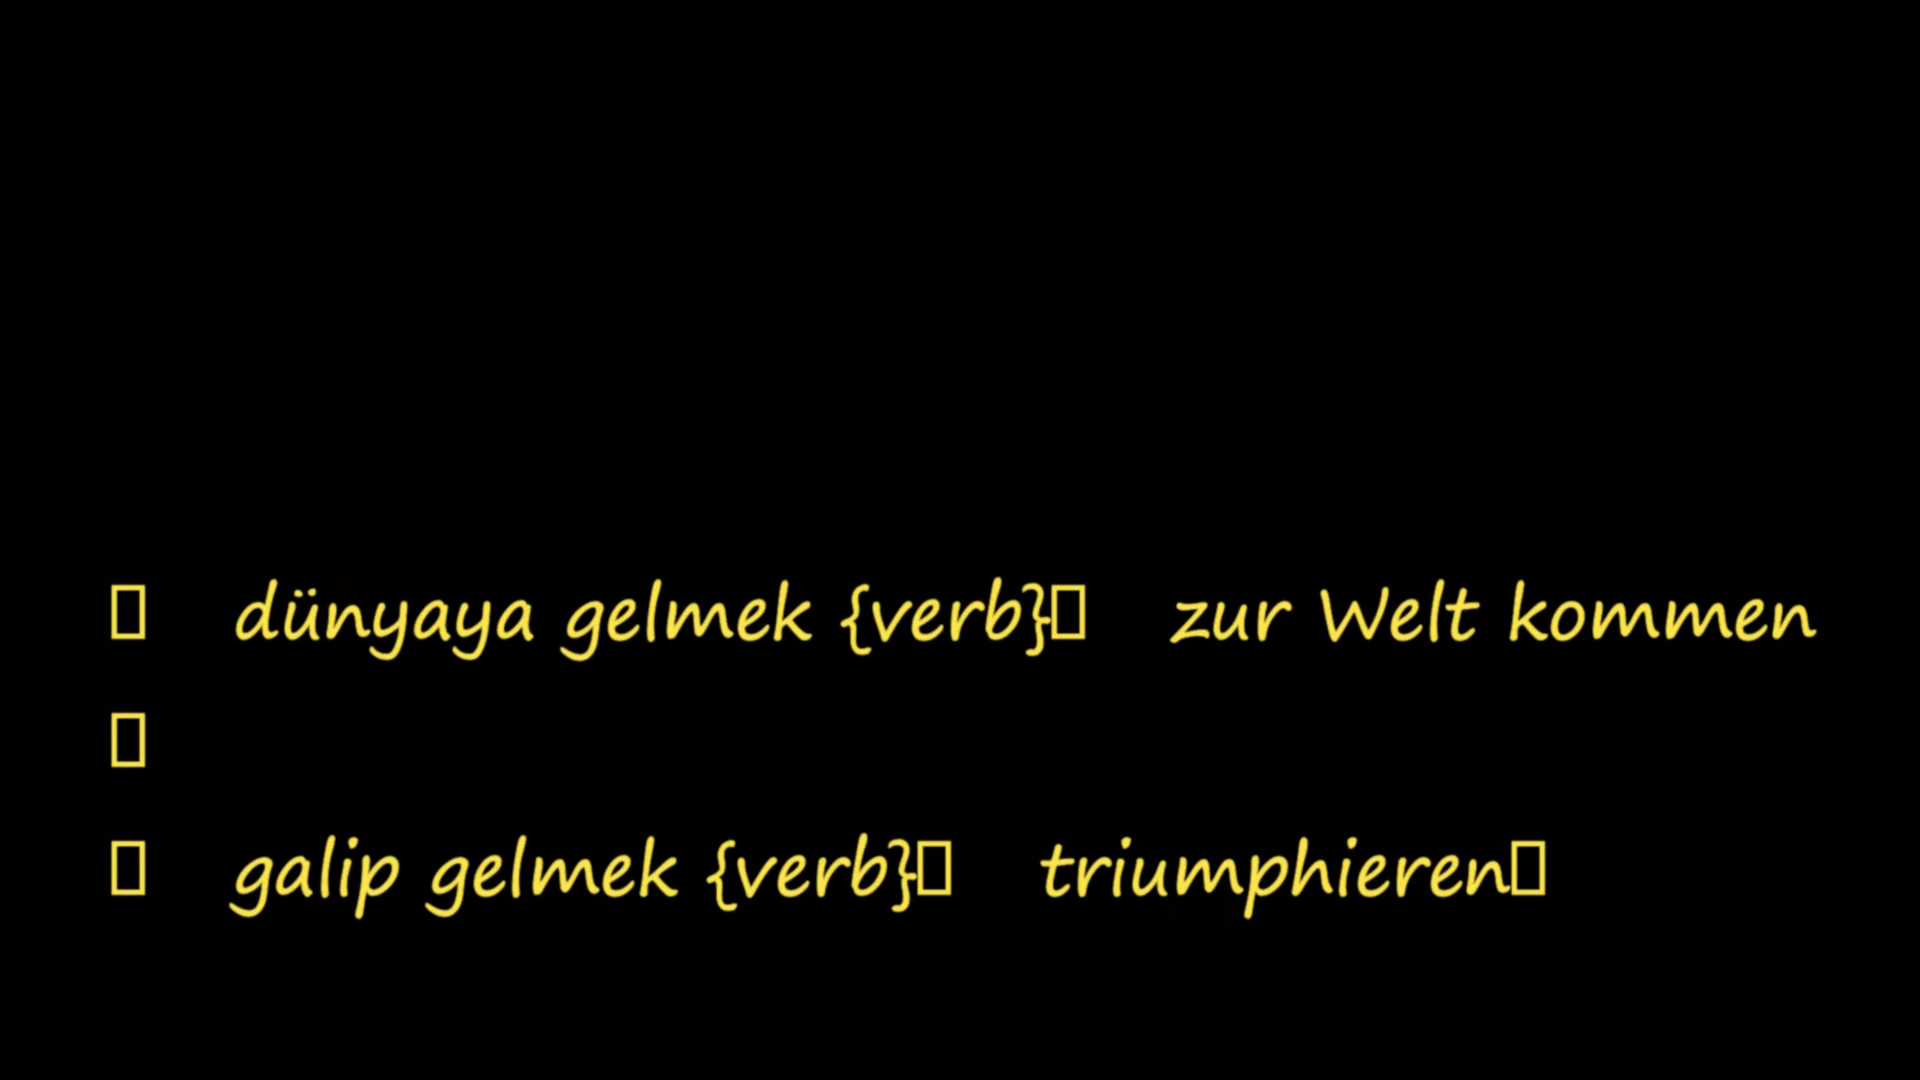 ▯ dünyaya gelmek {verb}▯ zur Welt kommen
▯
▯ galip gelmek {verb}▯ triumphieren▯